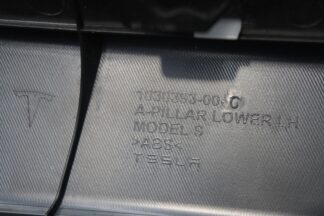 A-PILLAR LOWER LH
MODEL S
>ABS<
TESLA